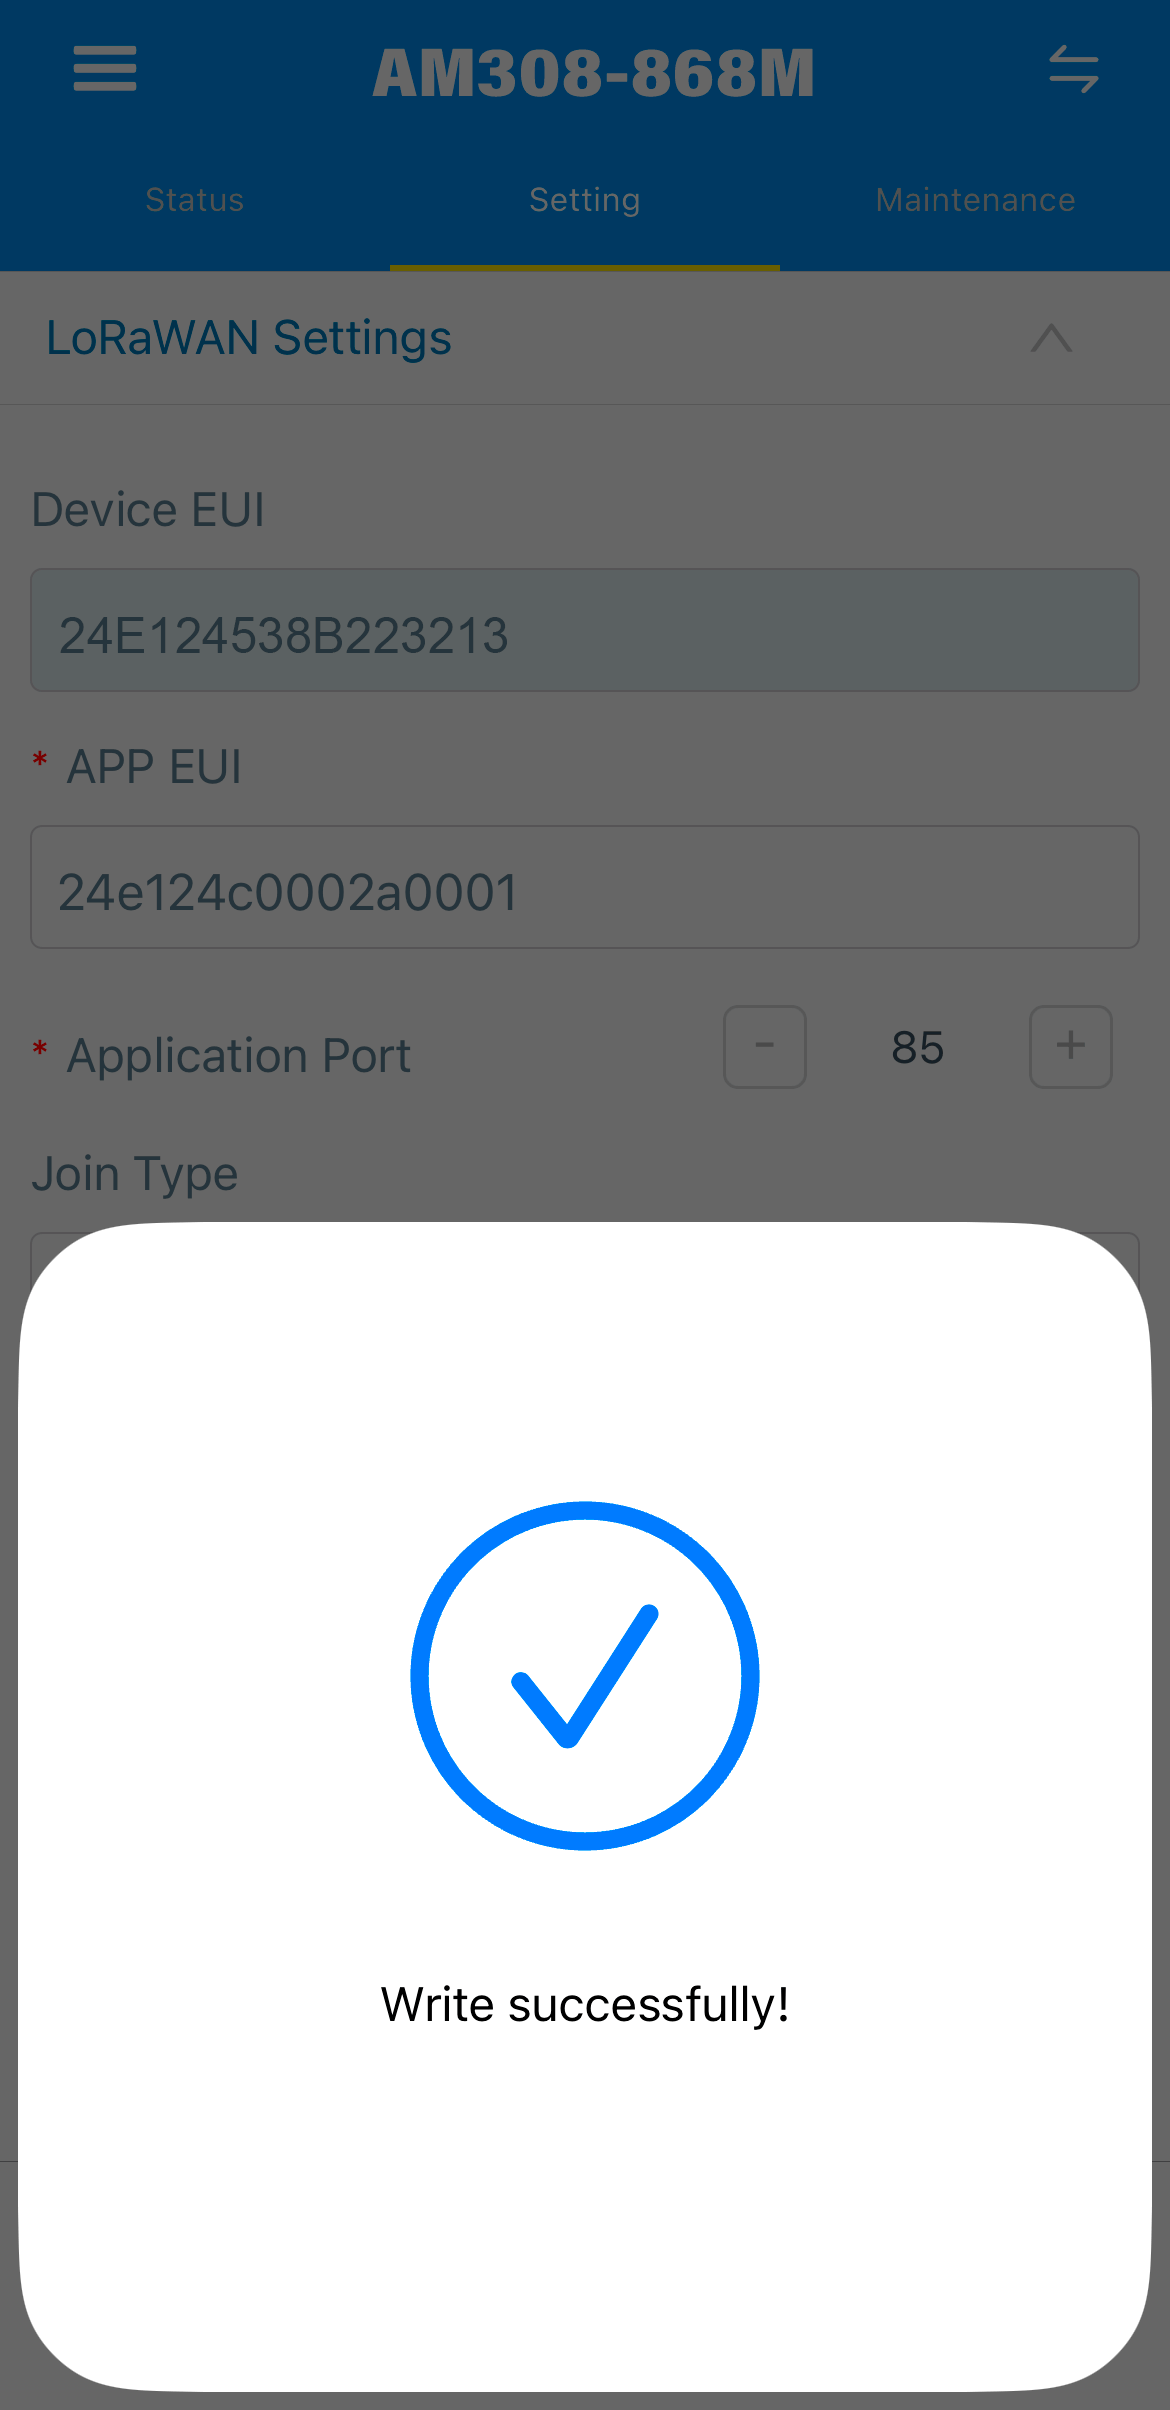 AM308-868M
Status Setting Maintenance
LoRaWAN Settings
Device EUI
24E124538B223213
* APP EUI
24e124c0002a0001
* Application Port - 85 +
Join Type
Write successfully!